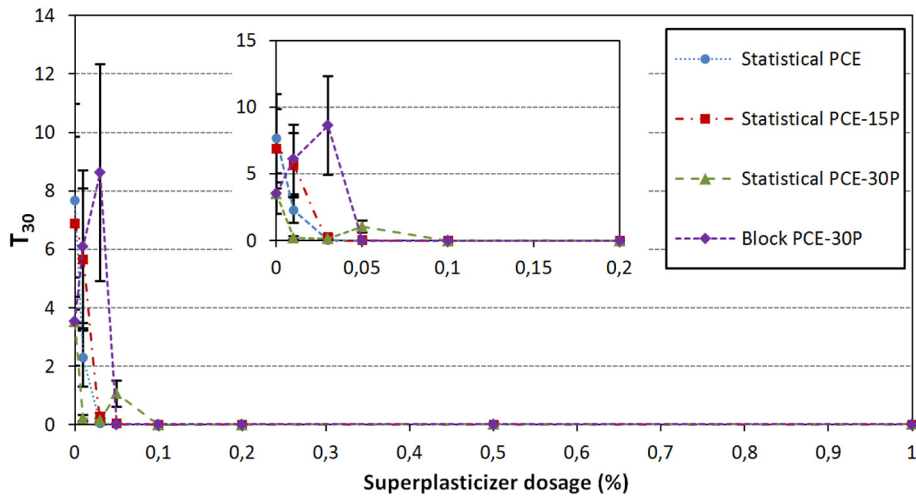 14
12
10
8
6
4
2
0
T30
15
10
5
0
0 0,05 0,1 0,15 0,2
Statistical PCE
Statistical PCE-15P
Statistical PCE-30P
Block PCE-30P
0 0,1 0,2 0,3 0,4 0,5 0,6 0,7 0,8 0,9 1
Superplasticizer dosage (%)